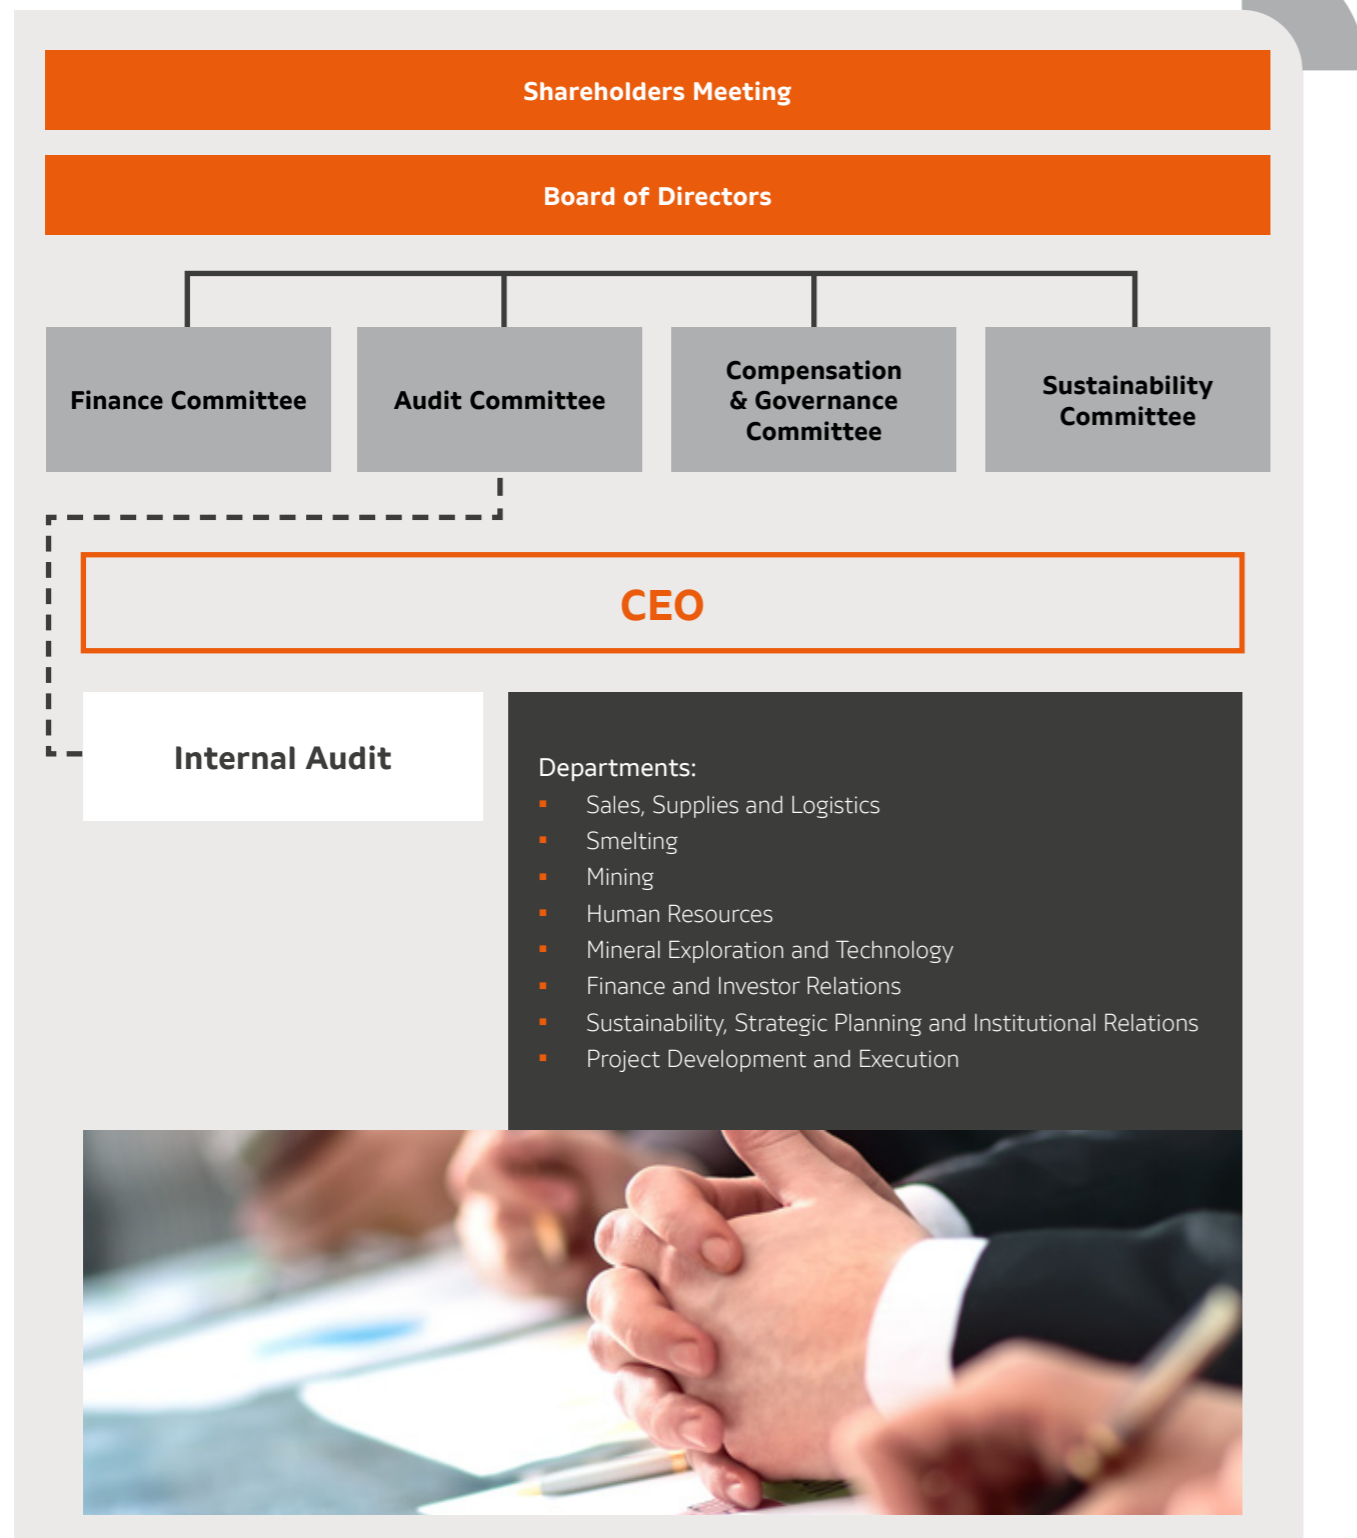 Shareholders Meeting
Board of Directors
Finance Committee
Audit Committee
Compensation
& Governance
Committee
Sustainability
Committee
CEO
Internal Audit
Departments:
▪ Sales, Supplies and Logistics
▪ Smelting
▪ Mining
▪ Human Resources
▪ Mineral Exploration and Technology
▪ Finance and Investor Relations
▪ Sustainability, Strategic Planning and Institutional Relations
▪ Project Development and Execution